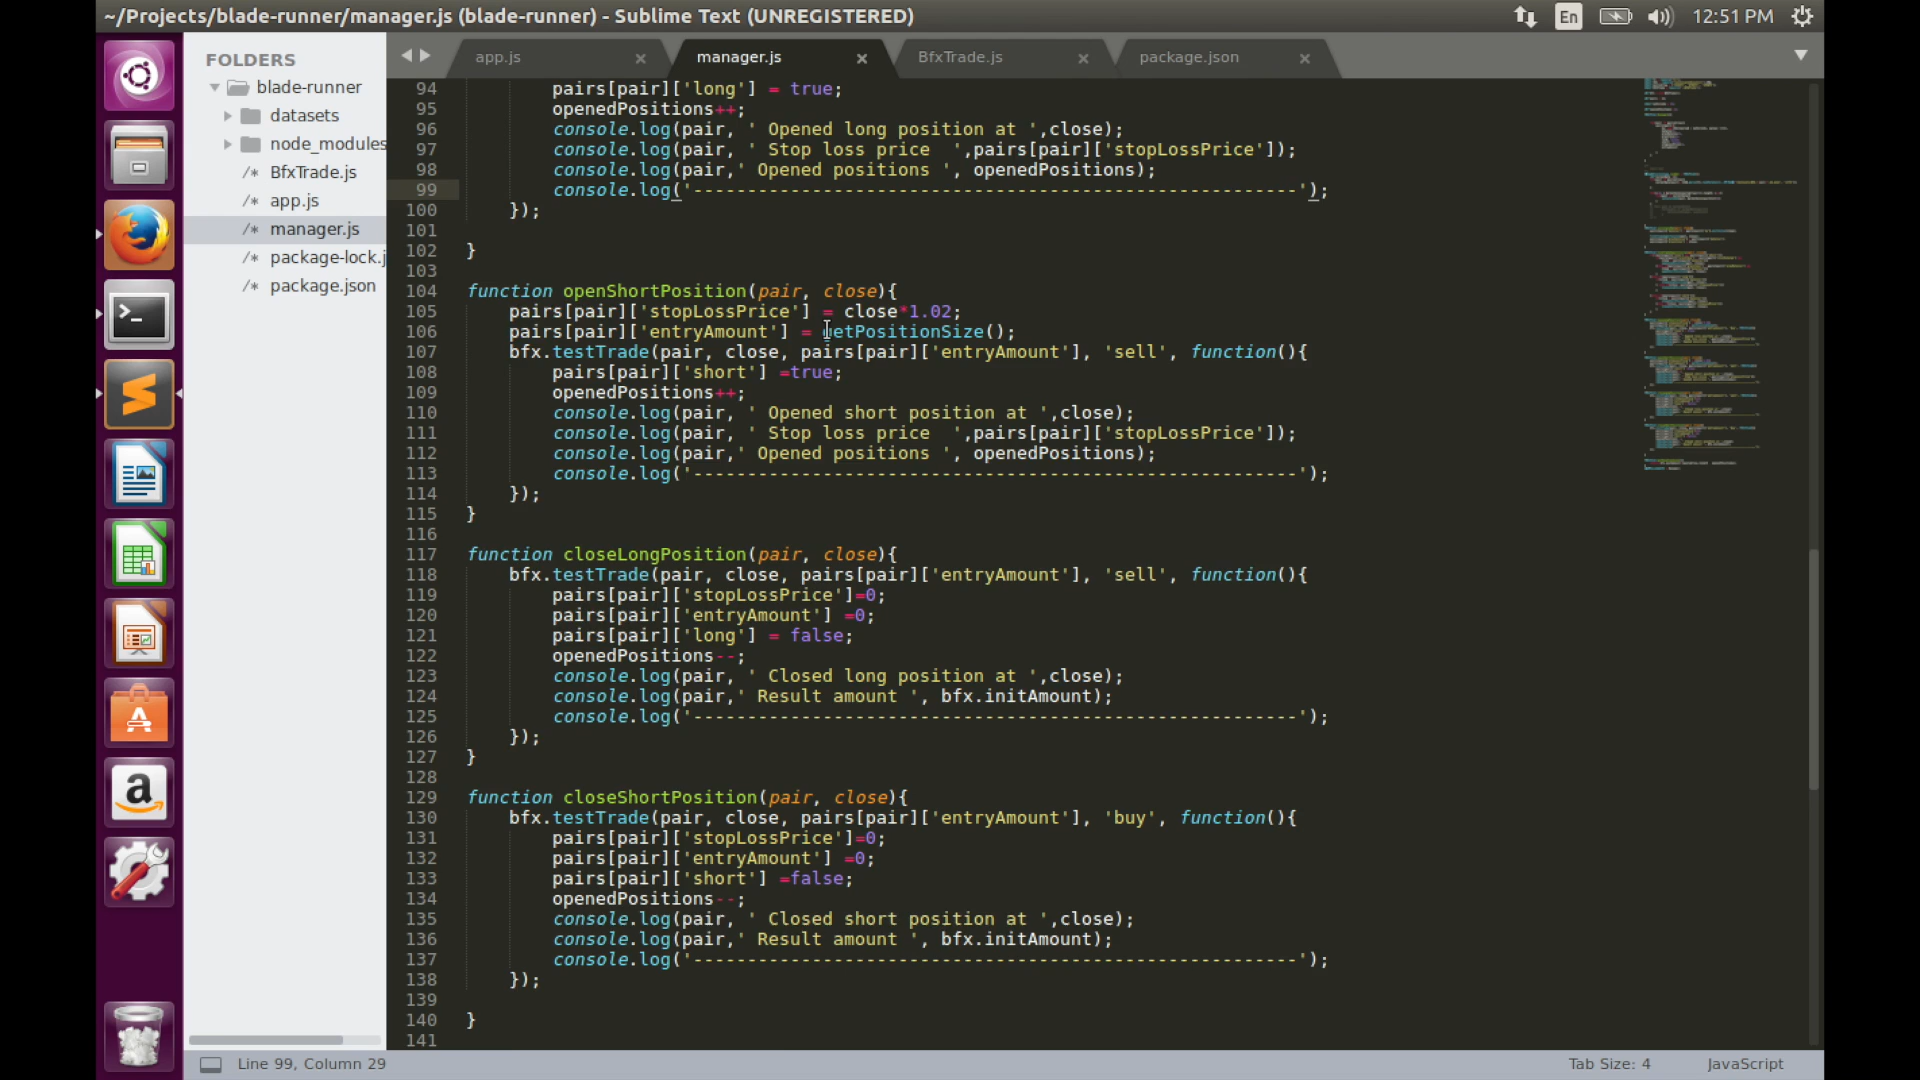 ~/Projects/blade-runner/manager.js (blade-runner) - Sublime Text (UNREGISTERED)
En
12:51 PM
FOLDERS
blade-runner
datasets
node_modules
/* BfxTrade.js
/* app.js
/* manager.js
/* package-lock.j
/* package.json
app.js
manager.js
BfxTrade.js
package.json
94 pairs[pair]['long'] = true;
95 openedPositions++;
96 console.log(pair, ' Opened long position at ',close);
97 console.log(pair, ' Stop loss price  ',pairs[pair]['stopLossPrice']);
98 console.log(pair,' Opened positions ', openedPositions);
99 console.log('--------------------------------------------------------');
100 });
101
102 }
103
104 function openShortPosition(pair, close){
105 pairs[pair]['stopLossPrice'] = close*1.02;
106 pairs[pair]['entryAmount'] = getPositionSize();
107 bfx.testTrade(pair, close, pairs[pair]['entryAmount'], 'sell', function(){
108 pairs[pair]['short'] =true;
109 openedPositions++;
110 console.log(pair, ' Opened short position at ',close);
111 console.log(pair, ' Stop loss price  ',pairs[pair]['stopLossPrice']);
112 console.log(pair,' Opened positions ', openedPositions);
113 console.log('--------------------------------------------------------');
114 });
115 }
116
117 function closeLongPosition(pair, close){
118 bfx.testTrade(pair, close, pairs[pair]['entryAmount'], 'sell', function(){
119 pairs[pair]['stopLossPrice']=0;
120 pairs[pair]['entryAmount'] =0;
121 pairs[pair]['long'] = false;
122 openedPositions--;
123 console.log(pair, ' Closed long position at ',close);
124 console.log(pair,' Result amount ', bfx.initAmount);
125 console.log('--------------------------------------------------------');
126 });
127 }
128
129 function closeShortPosition(pair, close){
130 bfx.testTrade(pair, close, pairs[pair]['entryAmount'], 'buy', function(){
131 pairs[pair]['stopLossPrice']=0;
132 pairs[pair]['entryAmount'] =0;
133 pairs[pair]['short'] =false;
134 openedPositions--;
135 console.log(pair, ' Closed short position at ',close);
136 console.log(pair,' Result amount ', bfx.initAmount);
137 console.log('--------------------------------------------------------');
138 });
139
140 }
141
Line 99, Column 29
Tab Size: 4
JavaScript